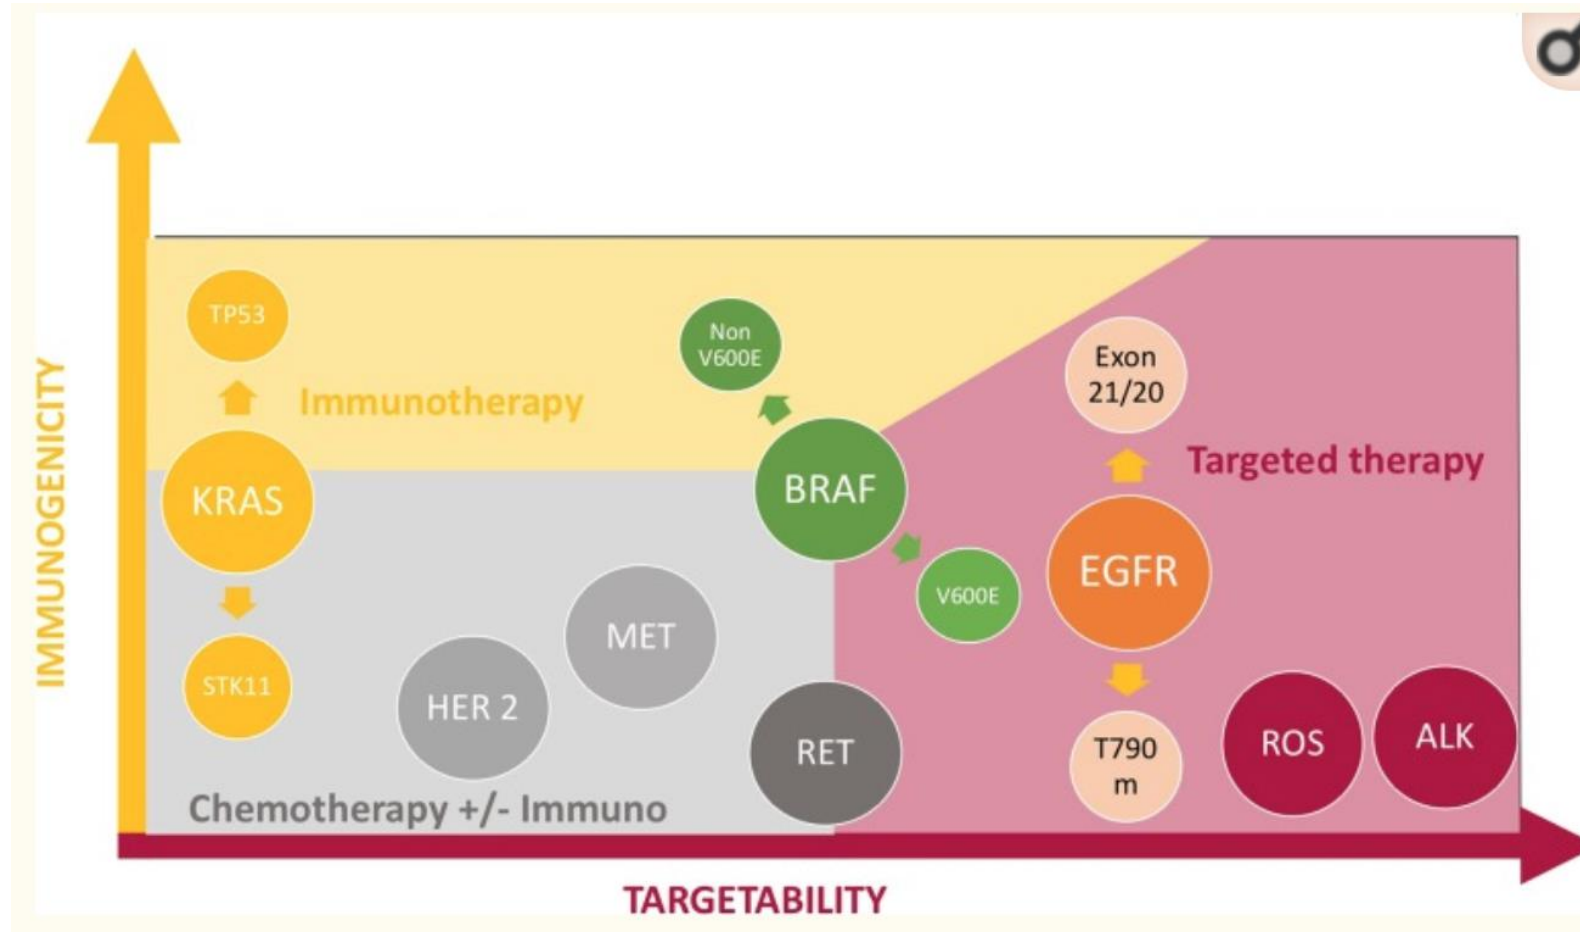 IMMUNOGENICITY
TP53
Non
V600E
Exon
21/20
Immunotherapy
Targeted therapy
KRAS
BRAF
EGFR
V600E
MET
STK11
HER 2
RET
T790
m
ROS
ALK
Chemotherapy +/- Immuno
TARGETABILITY